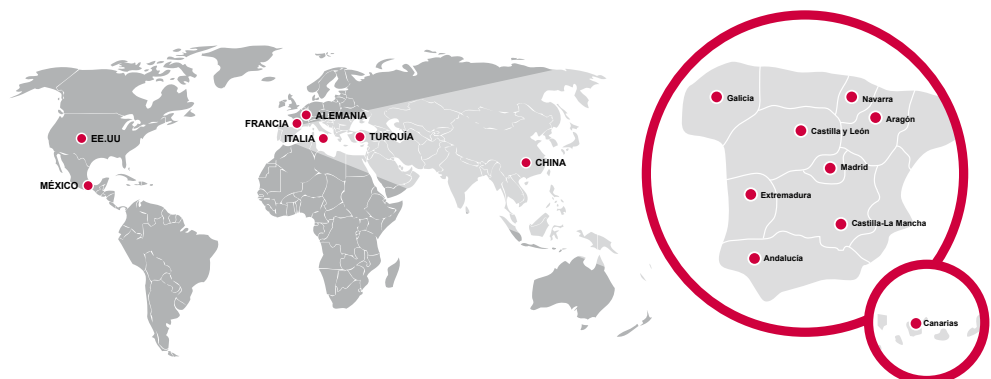 ALEMANIA
FRANCIA
EE.UU
ITALIA
TURQUÍA
CHINA
MÉXICO
Galicia
Navarra
Aragón
Castilla y León
Madrid
Extremadura
Castilla-La Mancha
Andalucía
Canarias